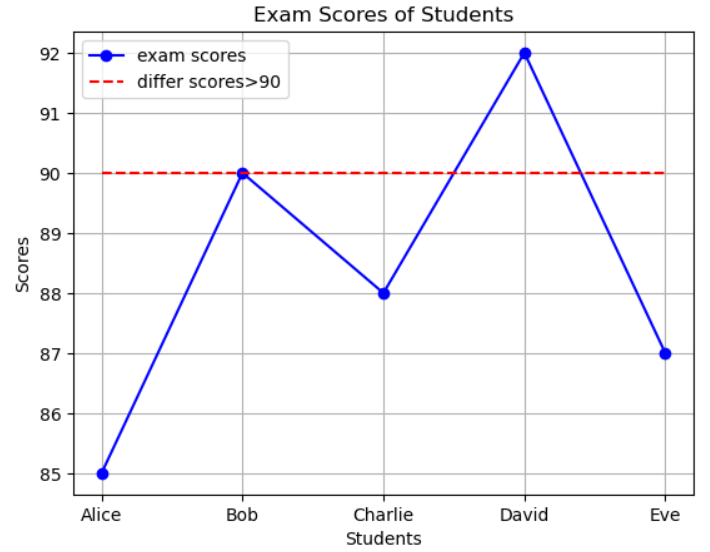 Exam Scores of Students
exam scores
differ scores>90
92
91
90
89
88
87
86
85
Scores
Alice Bob Charlie David Eve
Students